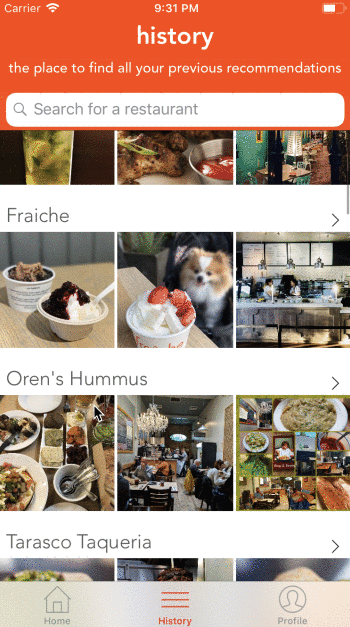 Carrier 9:31 PM
history
the place to find all your previous recommendations
Search for a restaurant
Fraiche
Oren's Hummus
Tarasco Taqueria
Home History Profile